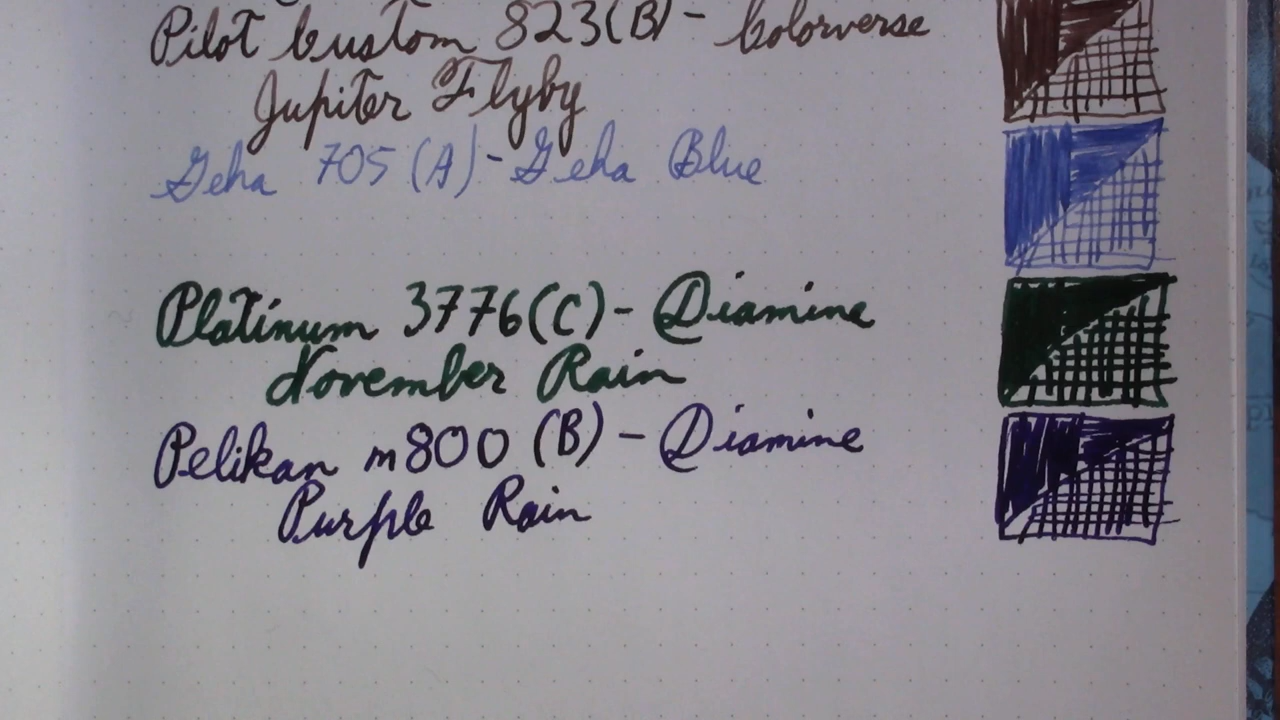 Pilot Custom 823(B) - Colorverse
Jupiter Flyby
Geha 705 (A) - Geha Blue
Platinum 3776(C) - Diamine
November Rain
Pelikan m800 (B) - Diamine
Purple Rain